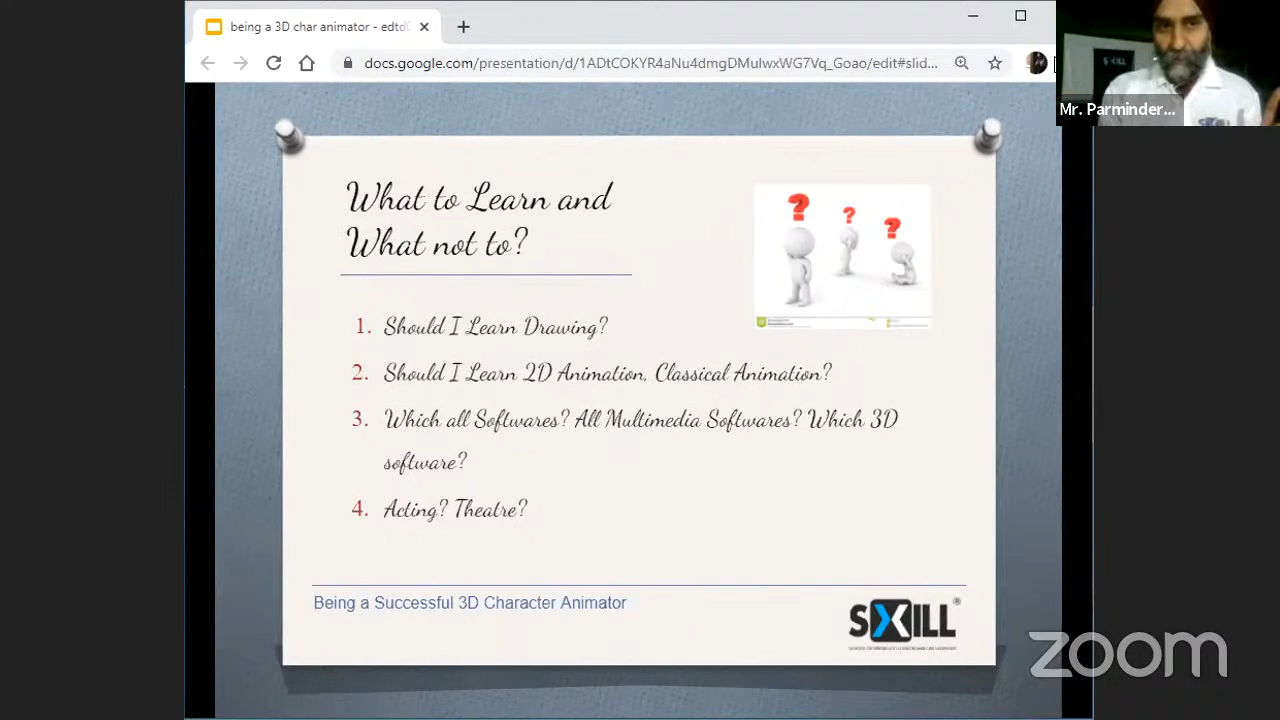 being a 3D char animator - edtd
docs.google.com/presentation/d/1ADtCOKYR4aNu4dmgDMulwxWG7Vq_Goao/edit#slid...
Mr. Parminder...
What to Learn and
What not to?
? ? ?
1. Should I Learn Drawing?
2. Should I Learn 2D Animation, Classical Animation?
3. Which all Softwares? All Multimedia Softwares? Which 3D
software?
4. Acting? Theatre?
Being a Successful 3D Character Animator
SXILL®
zoom